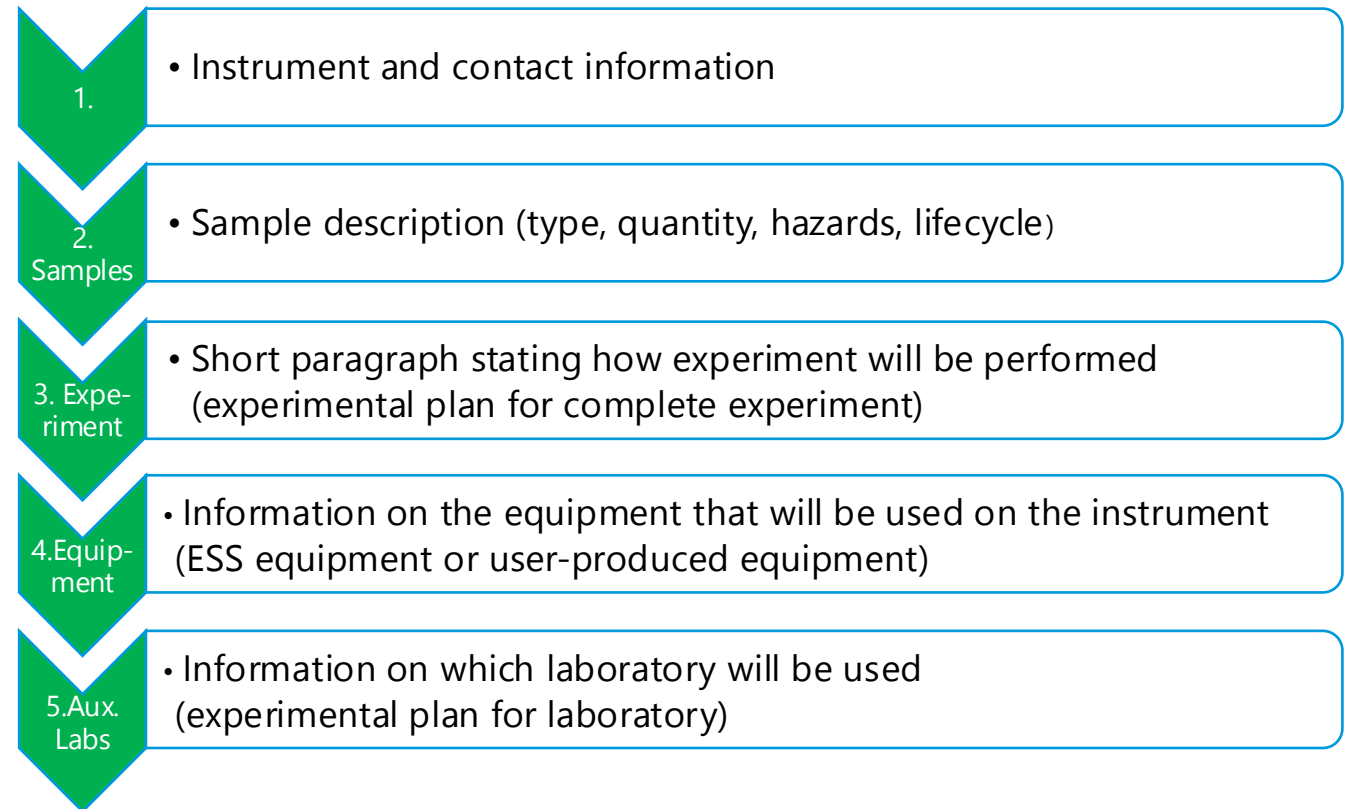 1.
• Instrument and contact information
2.
Samples
• Sample description (type, quantity, hazards, lifecycle)
3. Expe-
riment
• Short paragraph stating how experiment will be performed
(experimental plan for complete experiment)
4.Equip-
ment
• Information on the equipment that will be used on the instrument
(ESS equipment or user-produced equipment)
5.Aux.
Labs
• Information on which laboratory will be used
(experimental plan for laboratory)